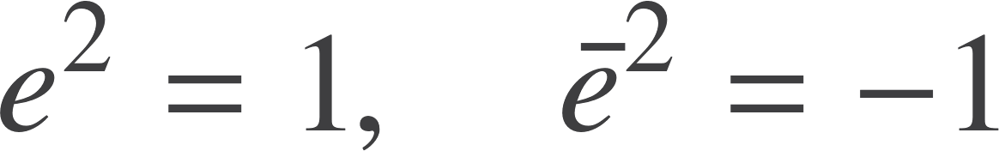 e² = 1, ē² = −1